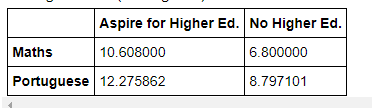 Aspire for Higher Ed. No Higher Ed.
Maths 10.608000 6.800000
Portuguese 12.275862 8.797101